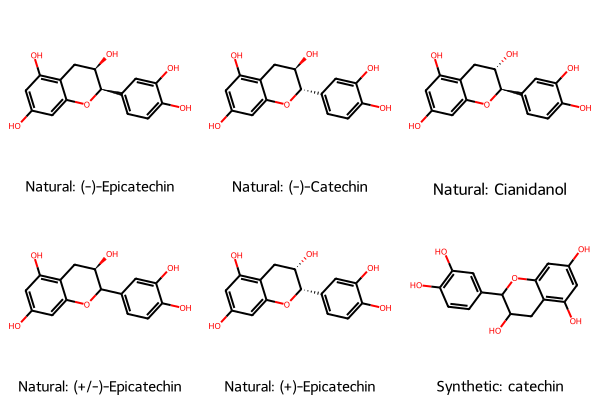 OH
OH
OH
OH
O
HO
Natural: (-)-Epicatechin
OH
OH
OH
OH
O
HO
Natural: (-)-Catechin
OH
OH
OH
OH
O
HO
Natural: Cianidanol
OH
OH
OH
OH
O
HO
Natural: (+/-)-Epicatechin
OH
OH
OH
OH
O
HO
Natural: (+)-Epicatechin
HO
OH
HO
O
HO
OH
Synthetic: catechin